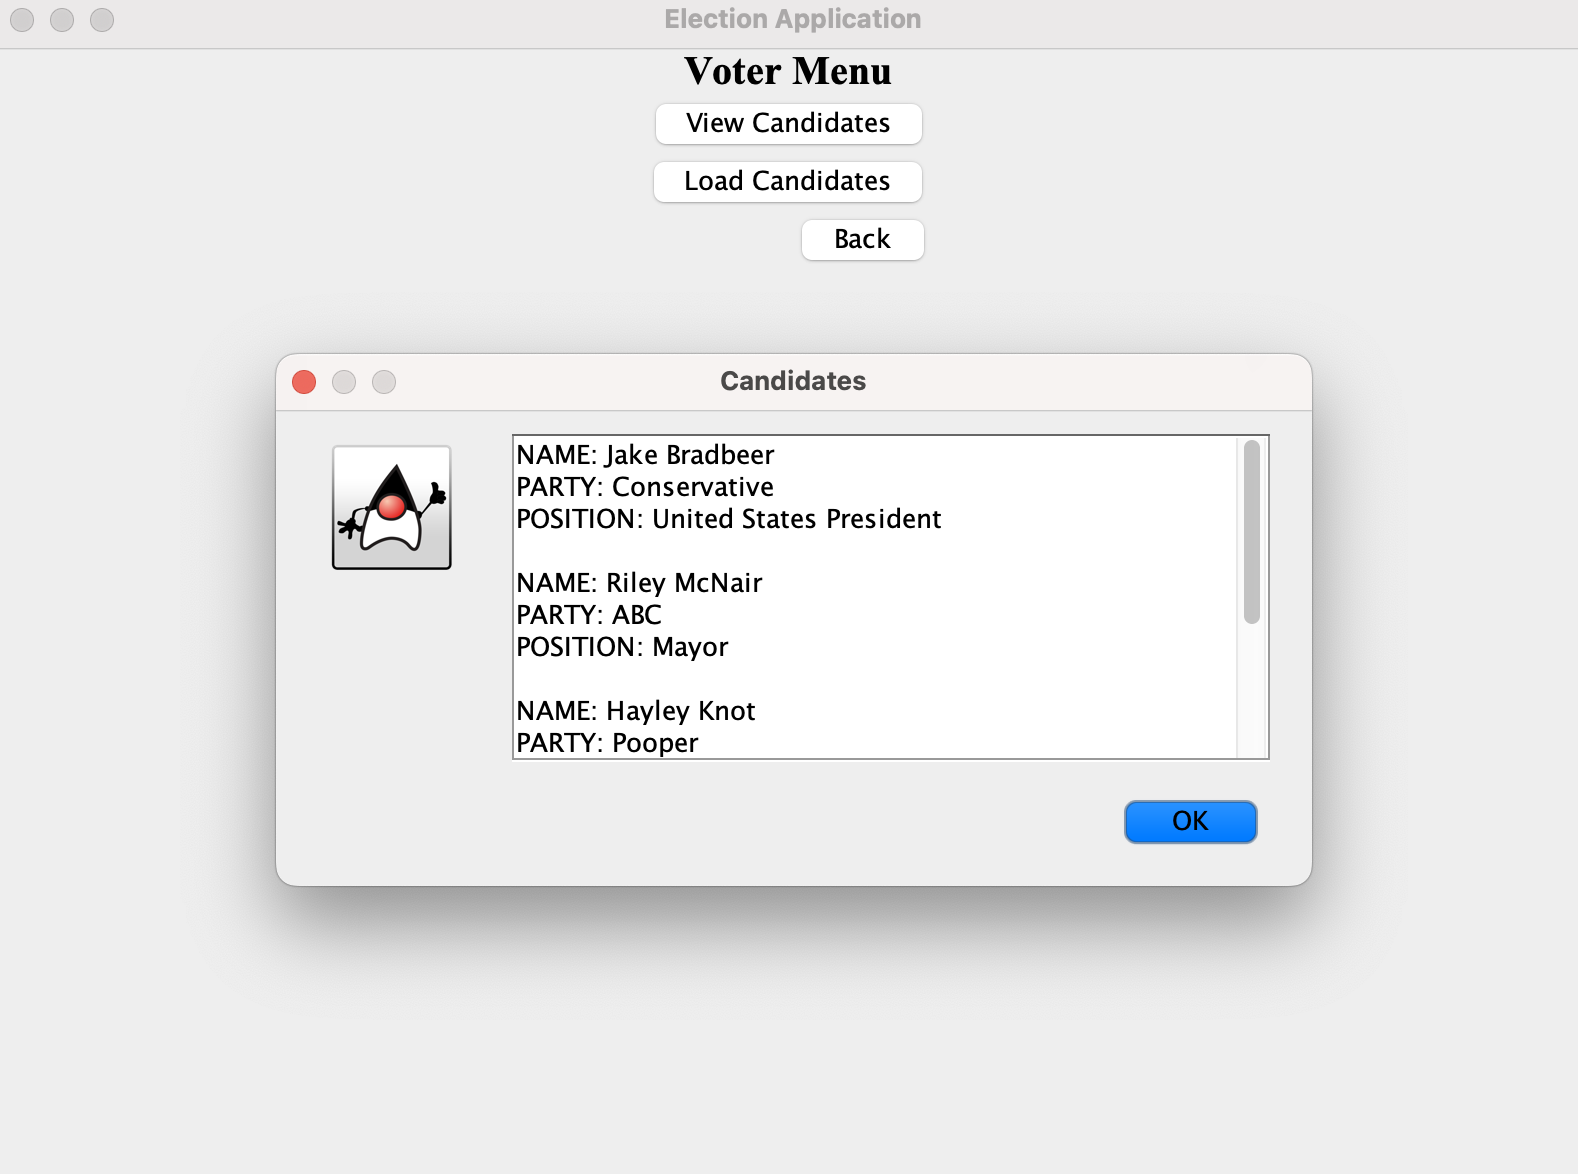 Election Application
Voter Menu
View Candidates
Load Candidates
Back
Candidates
NAME: Jake Bradbeer
PARTY: Conservative
POSITION: United States President
NAME: Riley McNair
PARTY: ABC
POSITION: Mayor
NAME: Hayley Knot
PARTY: Pooper
OK